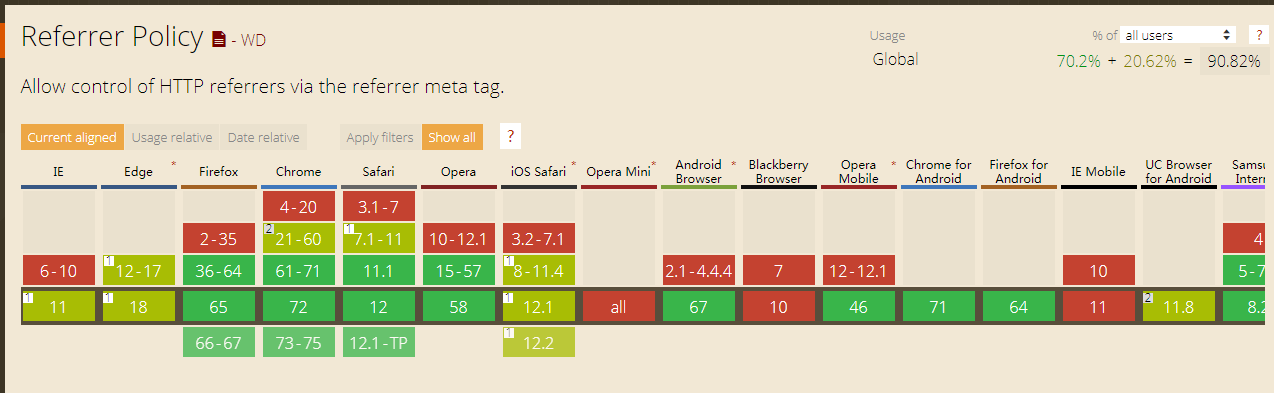 Referrer Policy - WD
Usage % of all users ?
Global 70.2% + 20.62% = 90.82%
Allow control of HTTP referrers via the referrer meta tag.
Current aligned Usage relative Date relative Apply filters Show all ?
IE Edge * Firefox Chrome Safari Opera iOS Safari * Opera Mini * Android Browser * Blackberry Browser Opera Mobile * Chrome for Android Firefox for Android IE Mobile UC Browser for Android Samsu Intern
4-20 3.1-7
2-35 2 21-60 1 7.1-11 10-12.1 3.2-7.1 4
6-10 1 12-17 36-64 61-71 11.1 15-57 1 8-11.4 2.1-4.4.4 7 12-12.1 10 5-7
1 11 1 18 65 72 12 58 1 12.1 all 67 10 46 71 64 11 2 11.8 8.2
66-67 73-75 12.1-TP 1 12.2